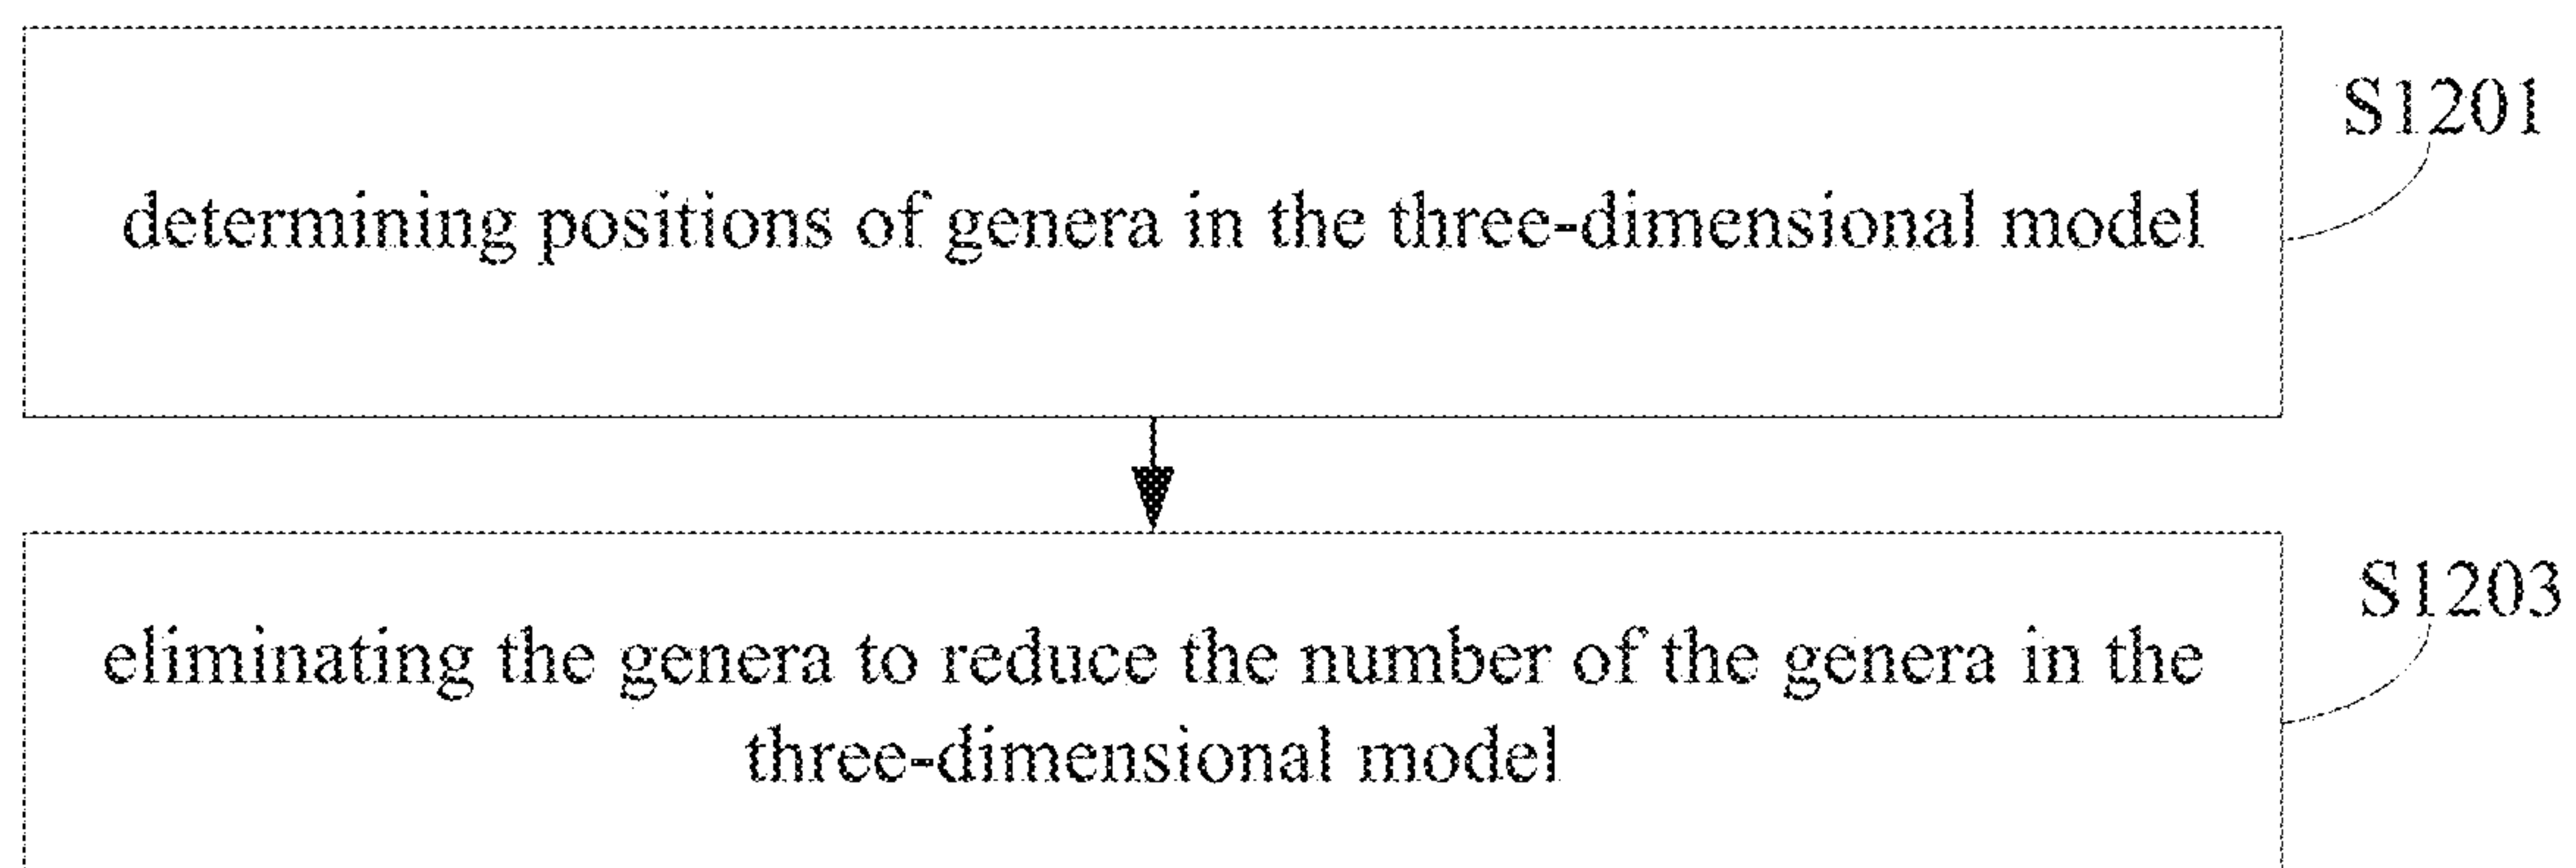 S1201
determining positions of genera in the three-dimensional model
S1203
eliminating the genera to reduce the number of the genera in the
three-dimensional model